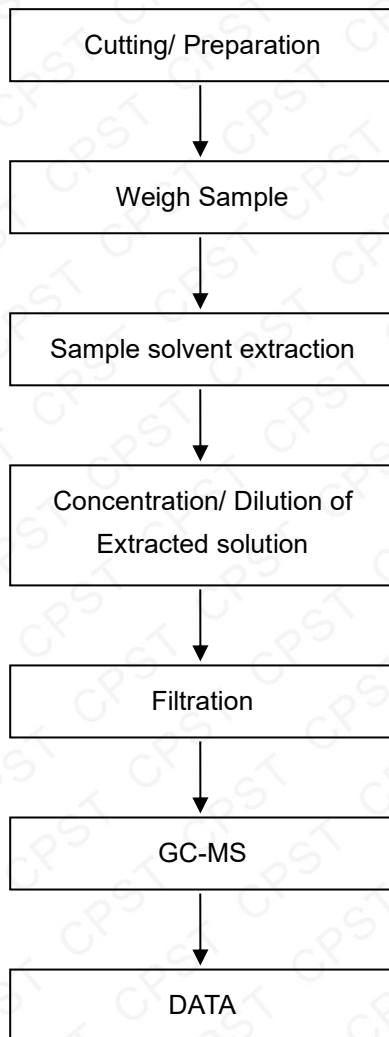 Cutting/ Preparation
Weigh Sample
Sample solvent extraction
Concentration/ Dilution of
Extracted solution
Filtration
GC-MS
DATA